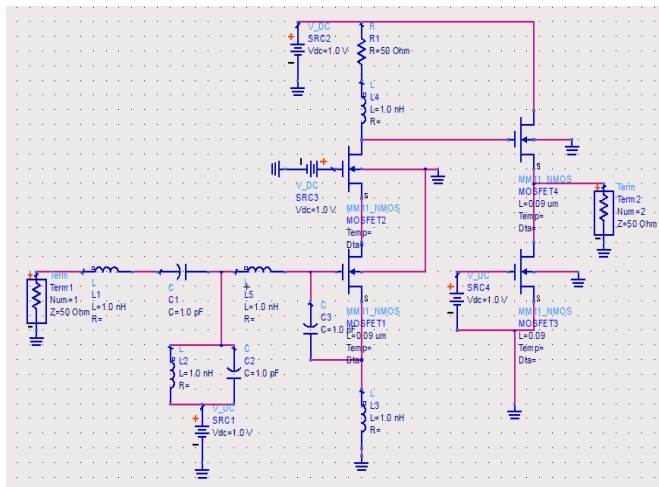 V_DC
SRC2
Vdc=1.0 V
R
R1
R=50 Ohm
L
L4
L=1.0 nH
R=
V_DC
SRC3
Vdc=1.0 V
S
MM11_NMOS
MOSFET2
Temp=
S
MM11_NMOS
MOSFET4
L=0.09 um
Temp=
Term
Term2
Num=2
Z=50 Ohm
Term
Term1
Num=1
Z=50 Ohm
L
L1
L=1.0 nH
R=
C
C1
C=1.0 pF
L
L5
L=1.0 nH
R=
C
C3
C=1.0 pF
S
MM11_NMOS
MOSFET1
L=0.09 um
Temp=
V_DC
SRC4
Vdc=1.0 V
S
MM11_NMOS
MOSFET3
L=0.09
Temp=
L
L2
L=1.0 nH
R=
C
C2
C=1.0 pF
L
L3
L=1.0 nH
R=
V_DC
SRC1
Vdc=1.0 V